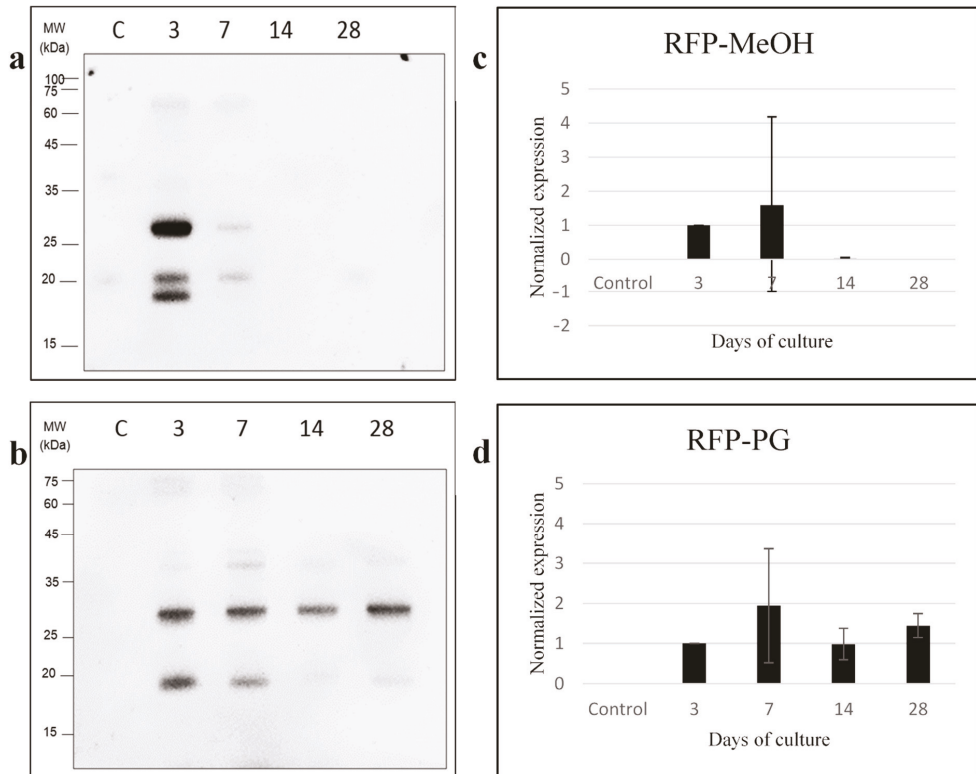 a
MW
(kDa)
C 3 7 14 28
100
75
60
45
35
25
20
15
c
RFP-MeOH
Normalized expression
5
4
3
2
1
0
-1
-2
Control 3 7 14 28
Days of culture
b
MW
(kDa)
C 3 7 14 28
75
60
45
35
25
20
15
d
RFP-PG
Normalized expression
5
4
3
2
1
0
Control 3 7 14 28
Days of culture